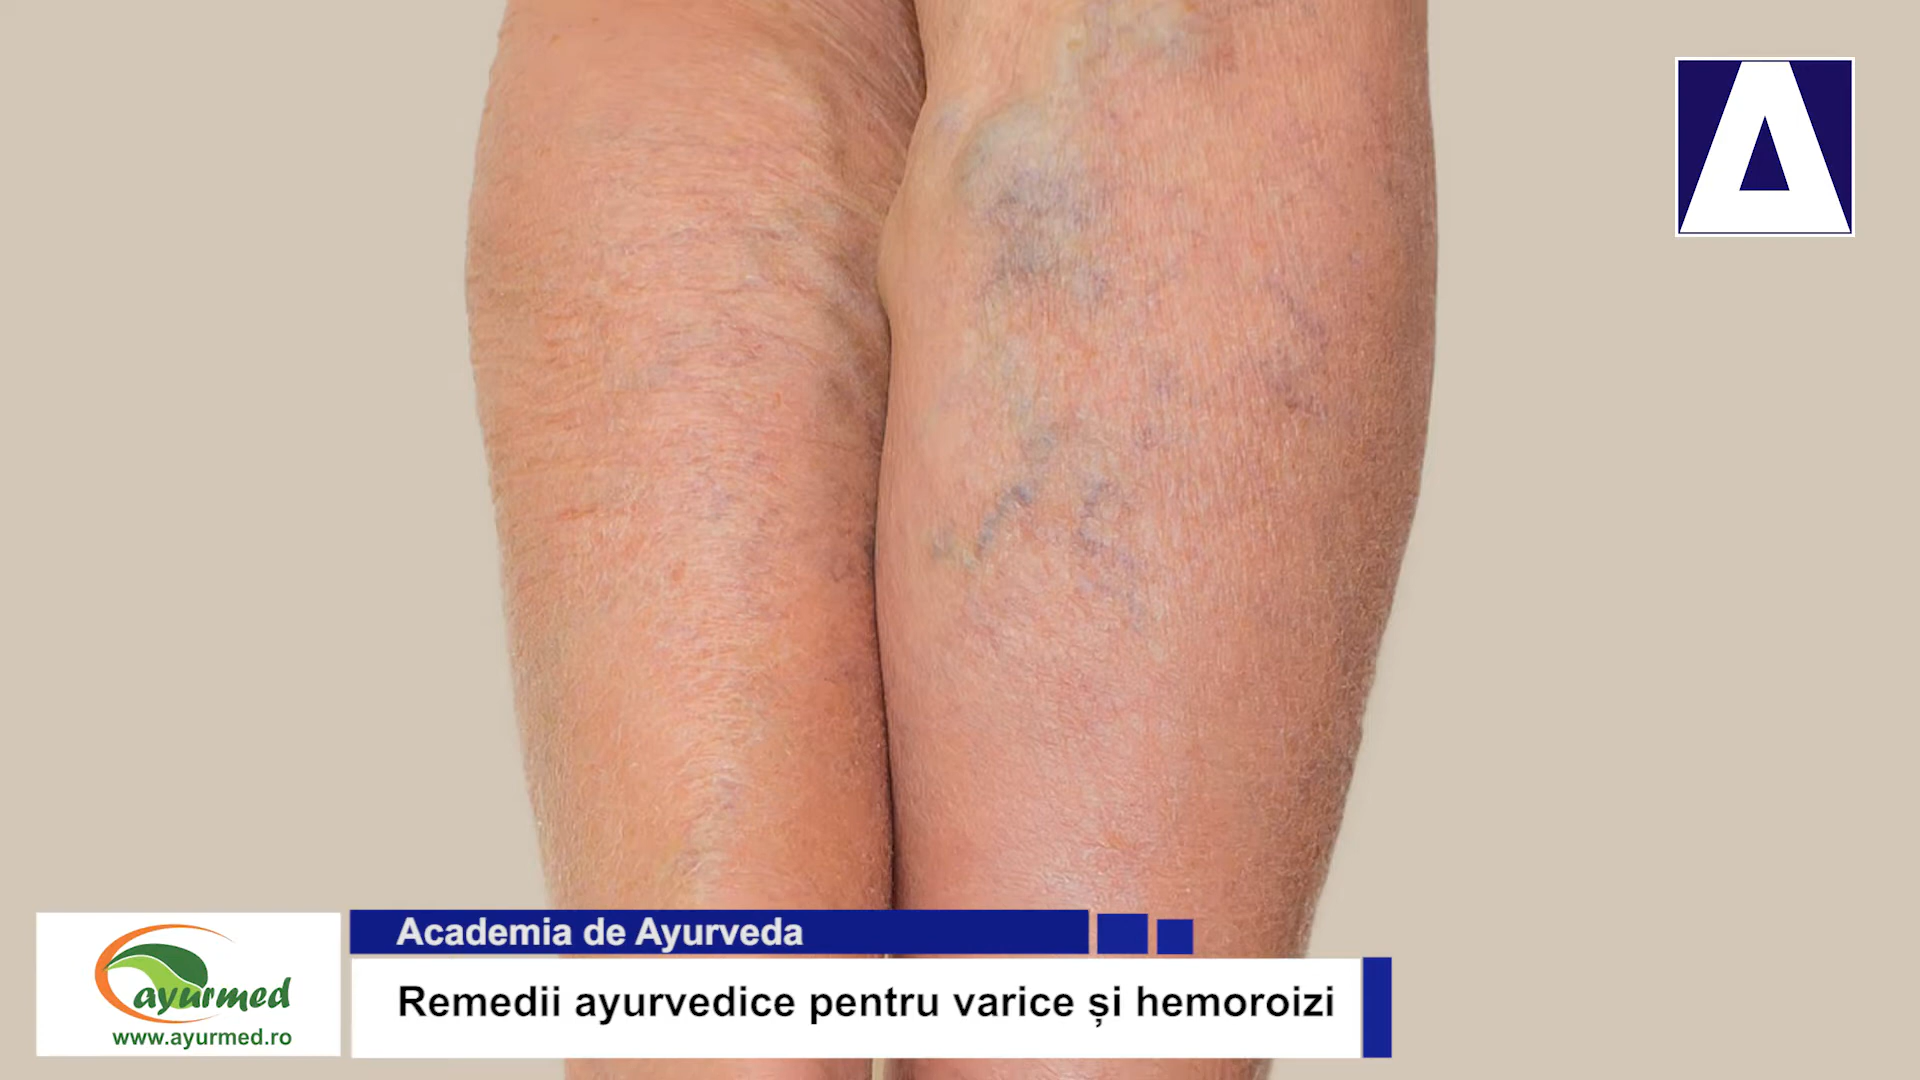 Academia de Ayurveda
Remedii ayurvedice pentru varice și hemoroizi
ayurmed
www.ayurmed.ro
A